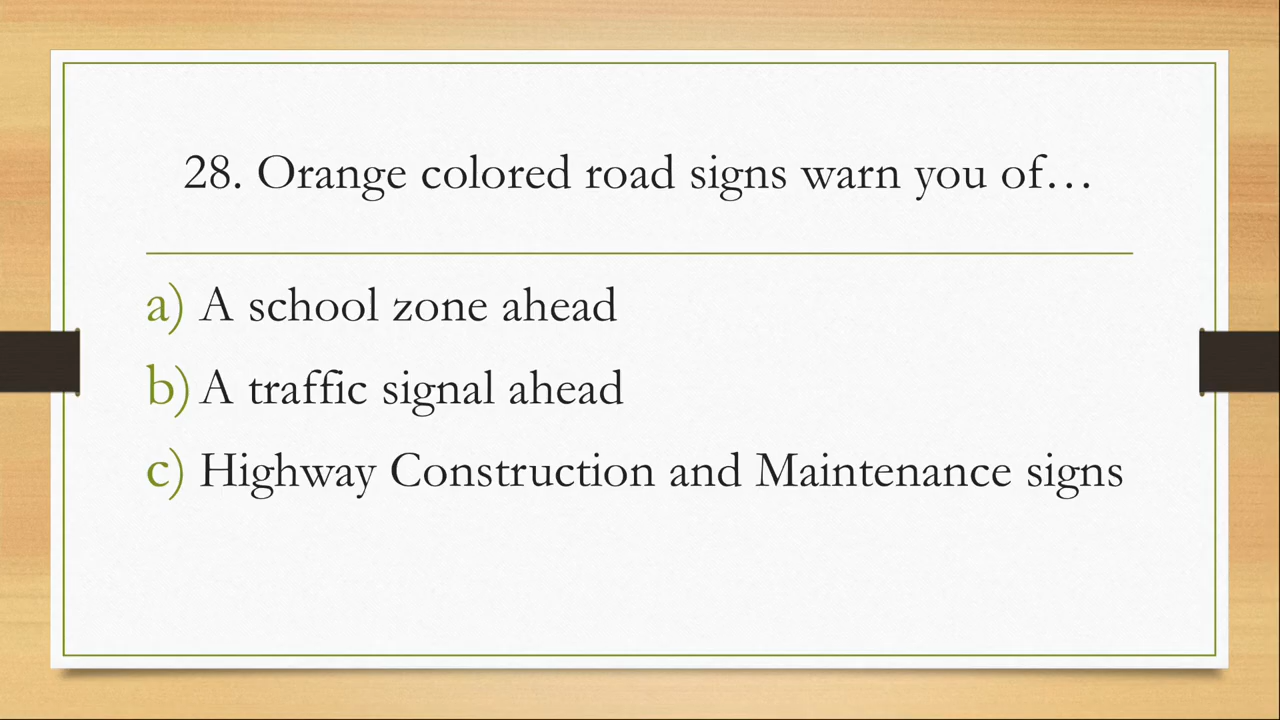 28. Orange colored road signs warn you of…
a) A school zone ahead
b) A traffic signal ahead
c) Highway Construction and Maintenance signs